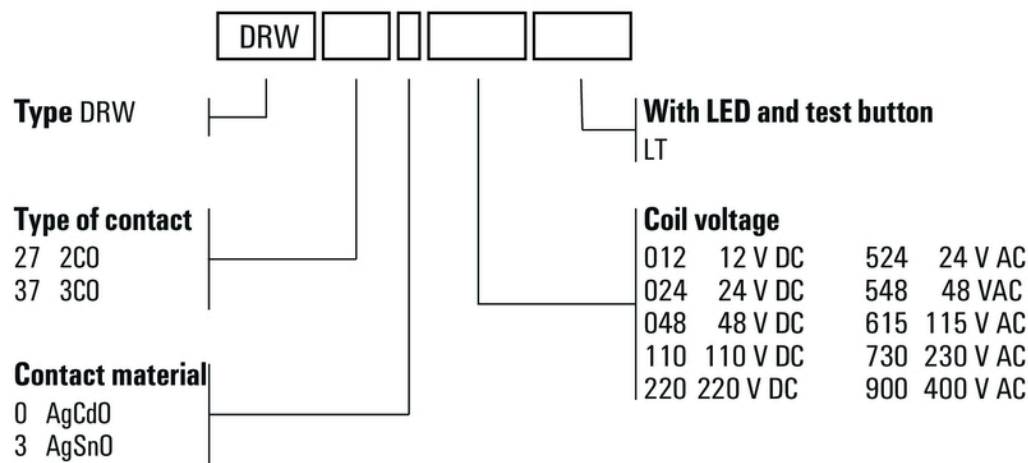 DRW
Type DRW
With LED and test button
LT
Type of contact
27 2CO
37 3CO
Coil voltage
012 12 V DC 524 24 V AC
024 24 V DC 548 48 VAC
048 48 V DC 615 115 V AC
110 110 V DC 730 230 V AC
220 220 V DC 900 400 V AC
Contact material
0 AgCdO
3 AgSnO